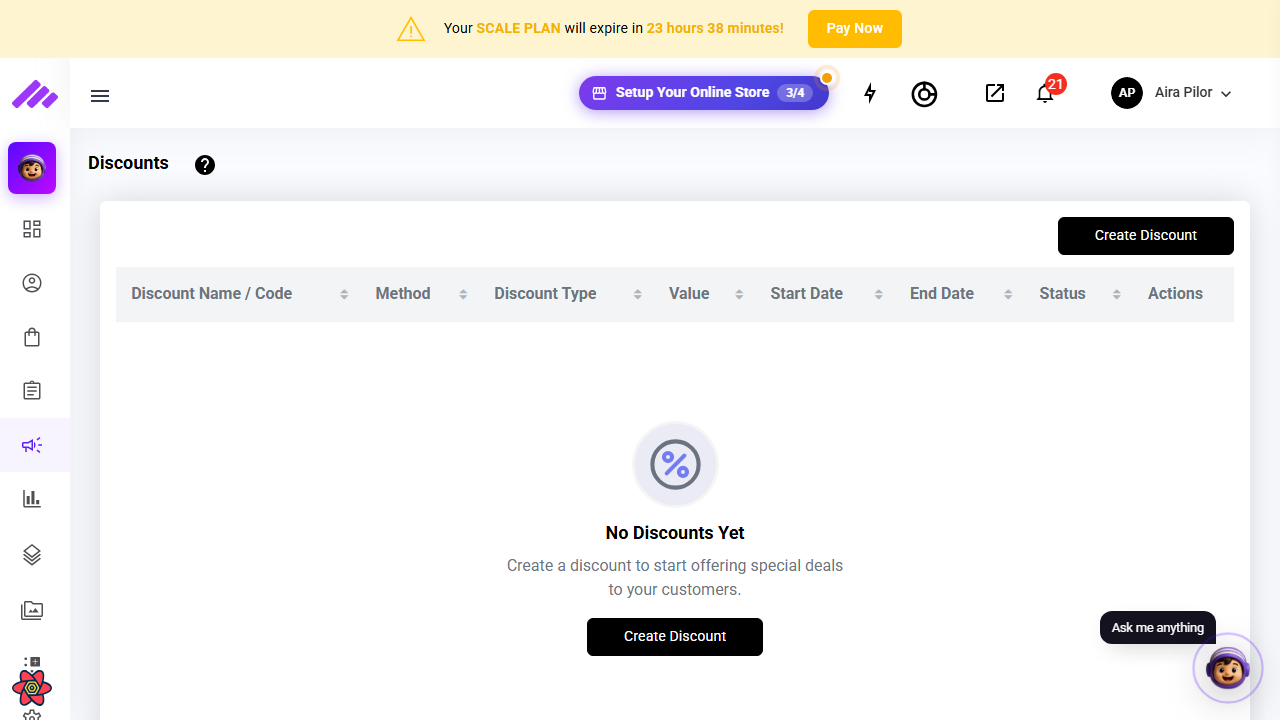 Your SCALE PLAN will expire in 23 hours 38 minutes!
Pay Now
Setup Your Online Store 3/4
21
AP
Aira Pilor
Discounts
Create Discount
Discount Name / Code Method Discount Type Value Start Date End Date Status Actions
No Discounts Yet
Create a discount to start offering special deals
to your customers.
Create Discount
Ask me anything